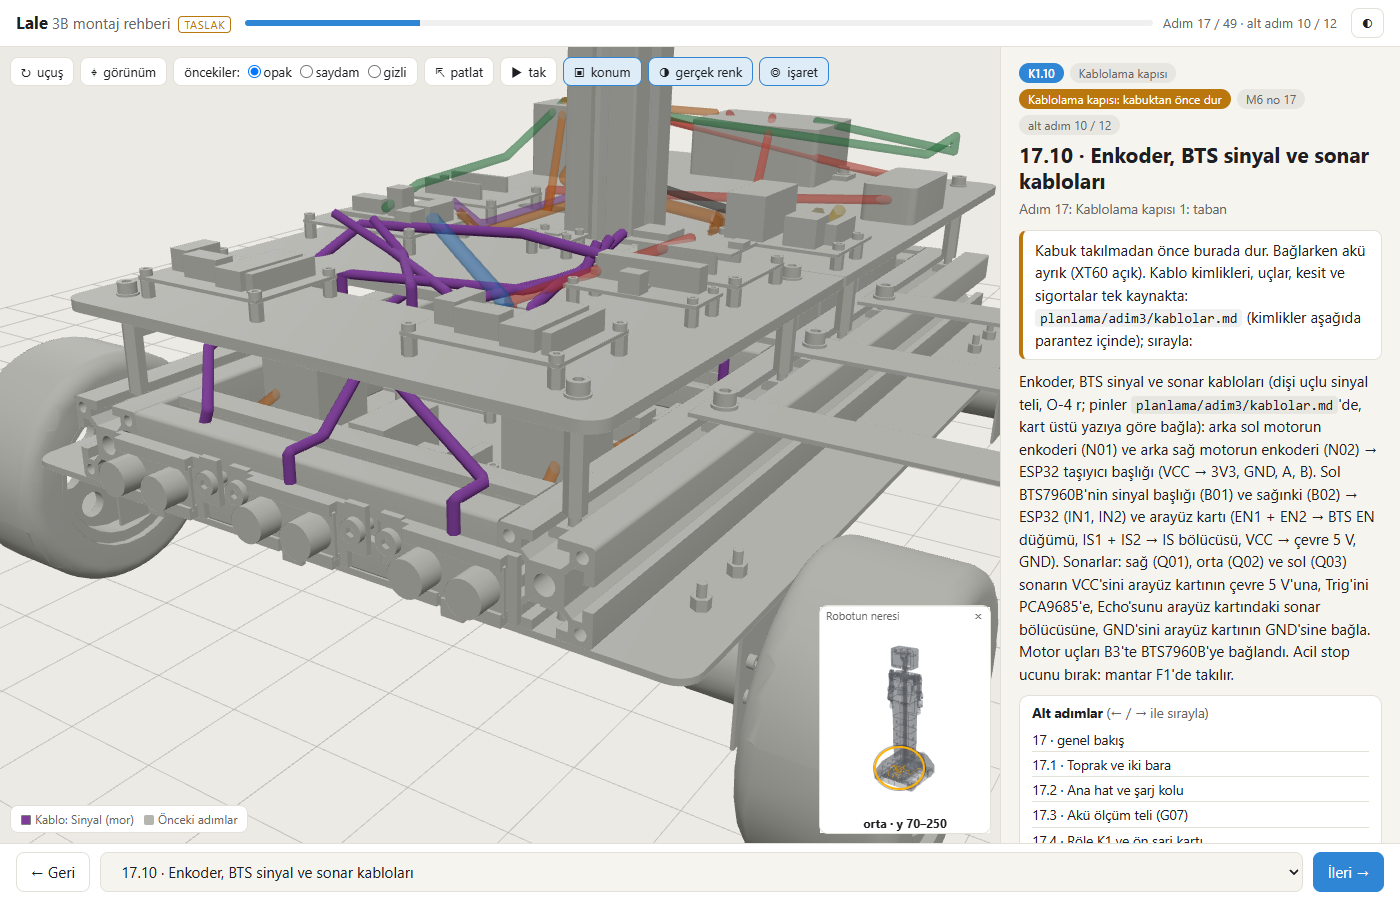 Lale 3B montaj rehberi TASLAK
Adım 17 / 49 · alt adım 10 / 12
↻ uçuş
⌖ görünüm
öncekiler: opak saydam gizli
⇱ patlat
▶ tak
▣ konum
◑ gerçek renk
◎ işaret
K1.10 Kablolama kapısı
Kablolama kapısı: kabuktan önce dur M6 no 17
alt adım 10 / 12
17.10 · Enkoder, BTS sinyal ve sonar
kabloları
Adım 17: Kablolama kapısı 1: taban
Kabuk takılmadan önce burada dur. Bağlarken akü
ayrık (XT60 açık). Kablo kimlikleri, uçlar, kesit ve
sigortalar tek kaynakta:
planlama/adim3/kablolar.md (kimlikler aşağıda
parantez içinde); sırayla:
Enkoder, BTS sinyal ve sonar kabloları (dişi uçlu sinyal
teli, O-4 r; pinler planlama/adim3/kablolar.md 'de,
kart üstü yazıya göre bağla): arka sol motorun
enkoderi (N01) ve arka sağ motorun enkoderi (N02) →
ESP32 taşıyıcı başlığı (VCC → 3V3, GND, A, B). Sol
BTS7960B'nin sinyal başlığı (B01) ve sağınki (B02) →
ESP32 (IN1, IN2) ve arayüz kartı (EN1 + EN2 → BTS EN
düğümü, IS1 + IS2 → IS bölücüsü, VCC → çevre 5 V,
GND). Sonarlar: sağ (Q01), orta (Q02) ve sol (Q03)
sonarın VCC'sini arayüz kartının çevre 5 V'una, Trig'ini
PCA9685'e, Echo'sunu arayüz kartındaki sonar
bölücüsüne, GND'sini arayüz kartının GND'sine bağla.
Motor uçları B3'te BTS7960B'ye bağlandı. Acil stop
ucunu bırak: mantar F1'de takılır.
Alt adımlar (← / → ile sırayla)
17 · genel bakış
17.1 · Toprak ve iki bara
17.2 · Ana hat ve şarj kolu
17.3 · Akü ölçüm teli (G07)
17.4 · Röle K1 ve ön şarj kartı
Robotun neresi ×
orta · y 70–250
Kablo: Sinyal (mor) Önceki adımlar
← Geri
17.10 · Enkoder, BTS sinyal ve sonar kabloları
İleri →